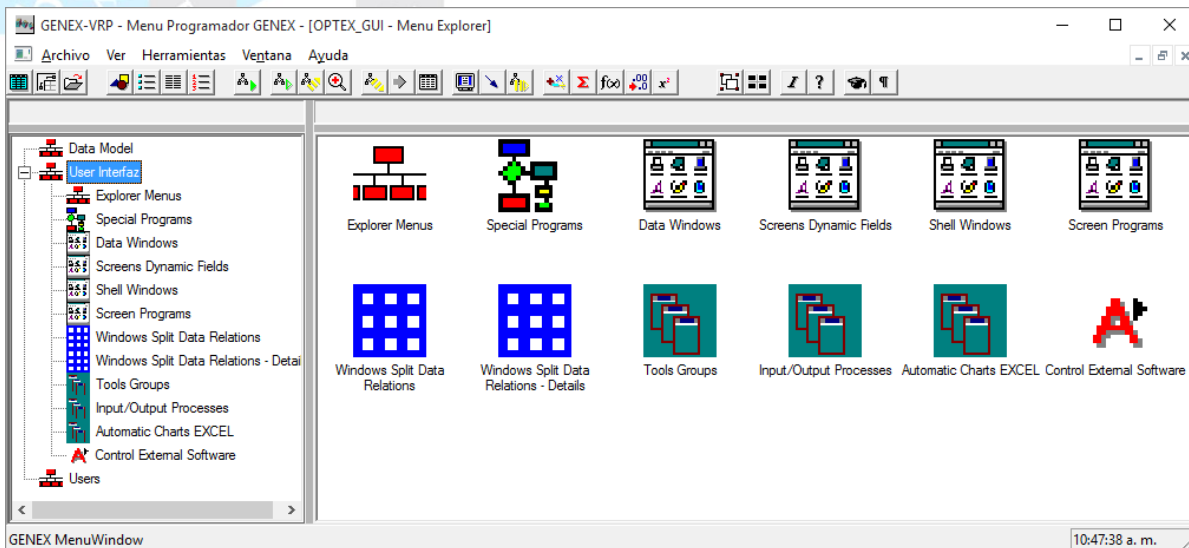 GENEX-VRP - Menu Programador GENEX - [OPTEX_GUI - Menu Explorer]
Archivo Ver Herramientas Ventana Ayuda
Σ f(x) x² I ? ¶
Data Model
User Interfaz
Explorer Menus
Special Programs
Data Windows
Screens Dynamic Fields
Shell Windows
Screen Programs
Windows Split Data Relations
Windows Split Data Relations - Detai
Tools Groups
Input/Output Processes
Automatic Charts EXCEL
Control External Software
Users
Explorer Menus Special Programs Data Windows Screens Dynamic Fields Shell Windows Screen Programs
Windows Split Data Windows Split Data Tools Groups Input/Output Processes Automatic Charts EXCEL Control External Software
Relations Relations - Details
GENEX MenuWindow 10:47:38 a. m.